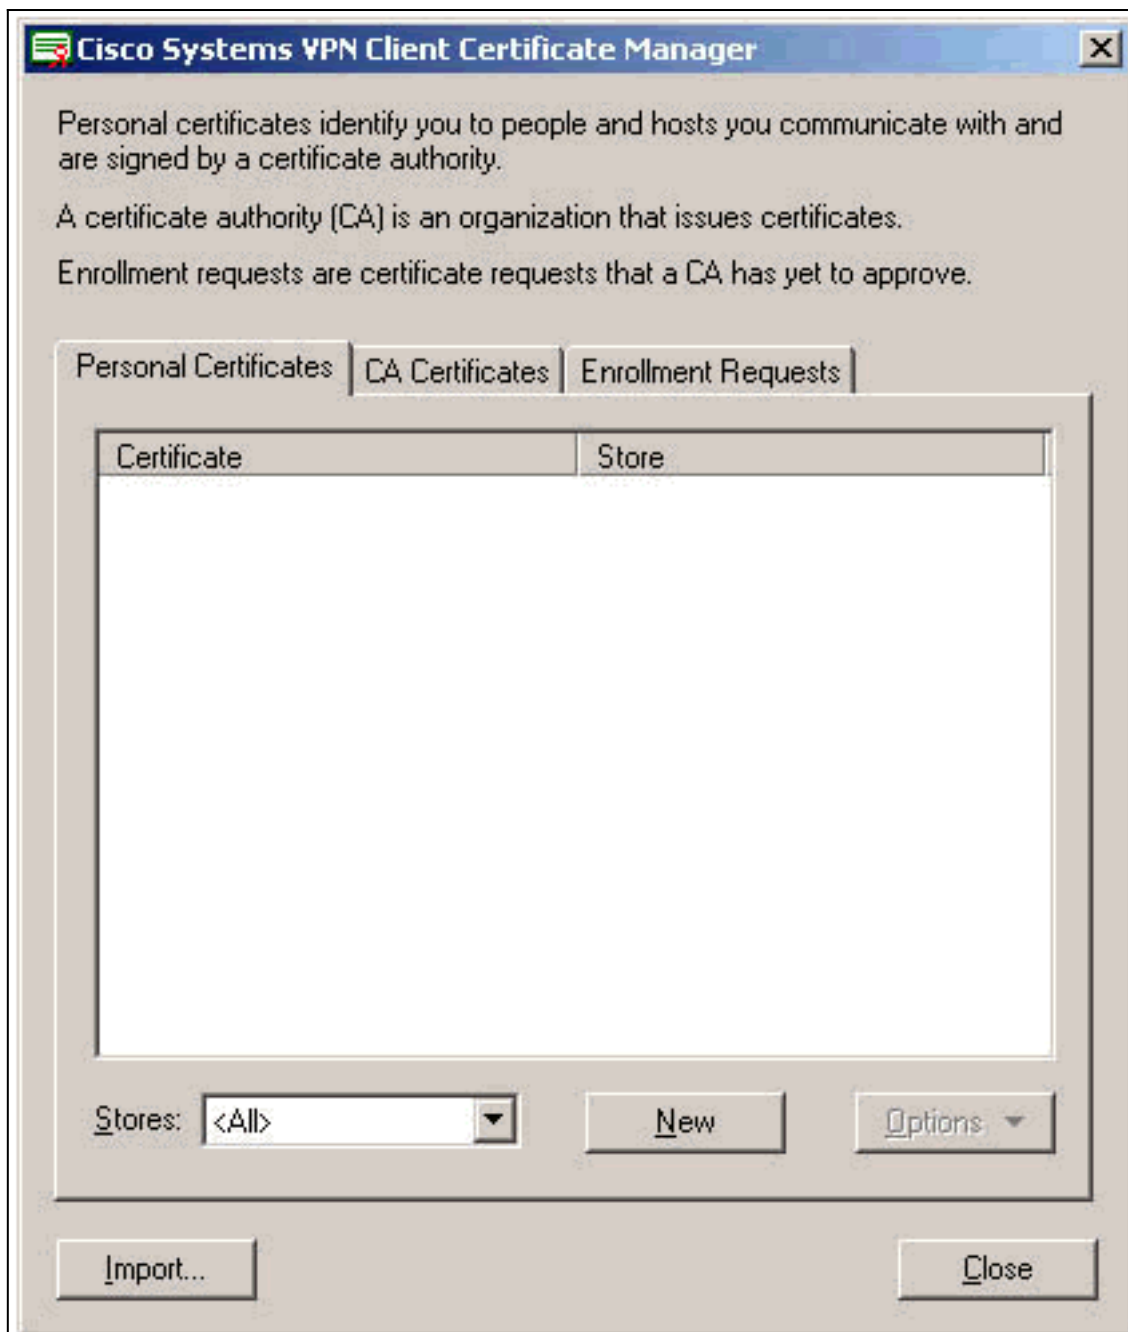 Cisco Systems VPN Client Certificate Manager
Personal certificates identify you to people and hosts you communicate with and
are signed by a certificate authority.
A certificate authority (CA) is an organization that issues certificates.
Enrollment requests are certificate requests that a CA has yet to approve.
Personal Certificates CA Certificates Enrollment Requests
Certificate Store
Stores: <All> New Options
Import... Close